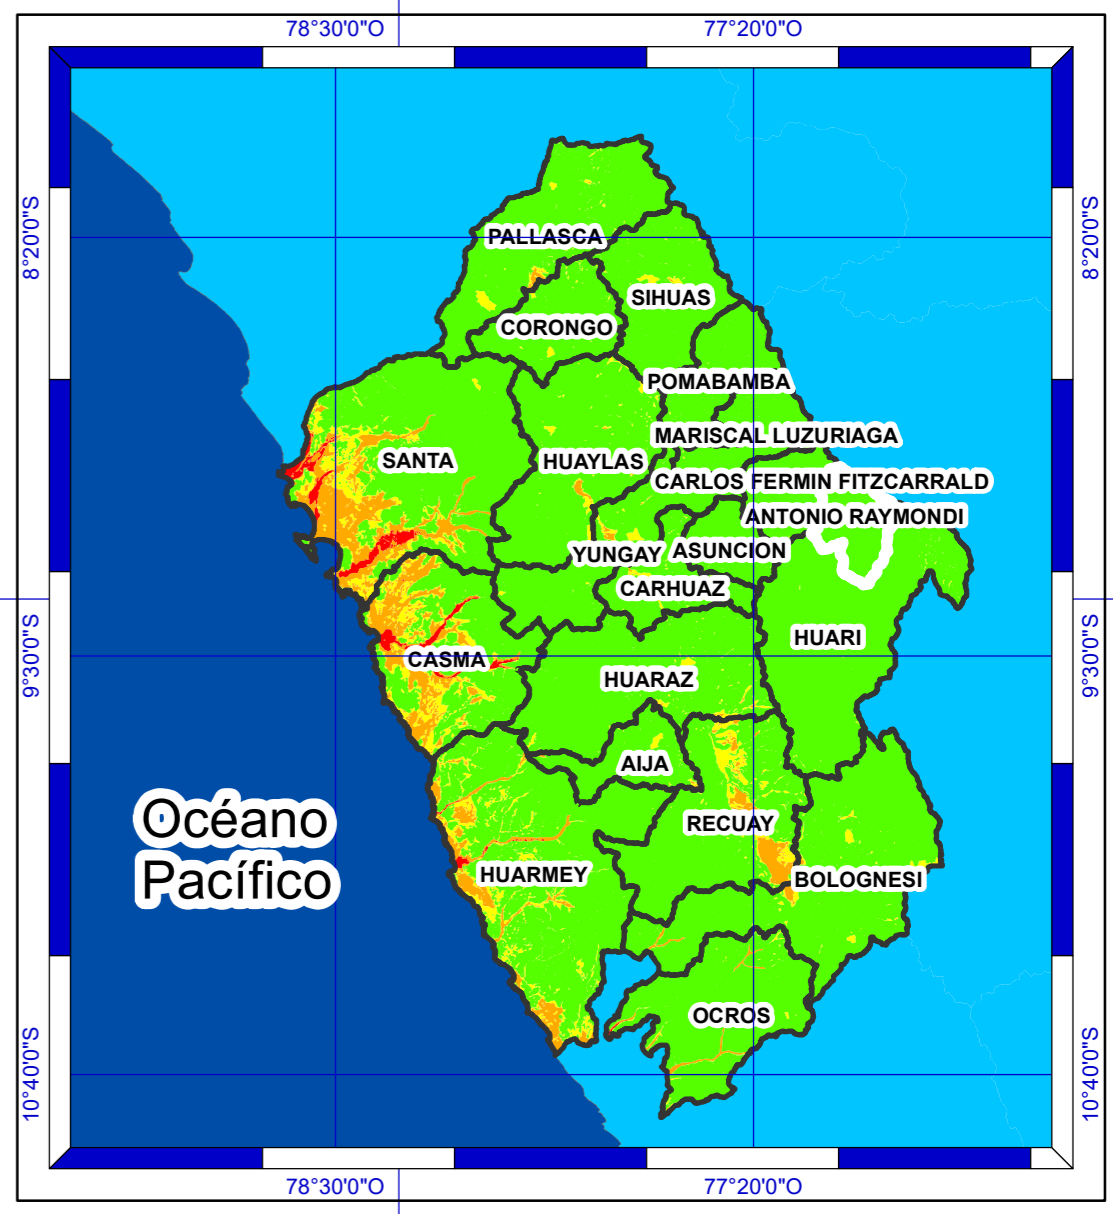 78°30'0"O 77°20'0"O
8°20'0"S 8°20'0"S
PALLASCA
SIHUAS
CORONGO
POMABAMBA
MARISCAL LUZURIAGA
SANTA HUAYLAS
CARLOS FERMIN FITZCARRALD
ANTONIO RAYMONDI
YUNGAY ASUNCION
CARHUAZ
HUARI
9°30'0"S CASMA 9°30'0"S
HUARAZ
AIJA
Océano
RECUAY
Pacífico
HUARMEY BOLOGNESI
OCROS
10°40'0"S 10°40'0"S
78°30'0"O 77°20'0"O